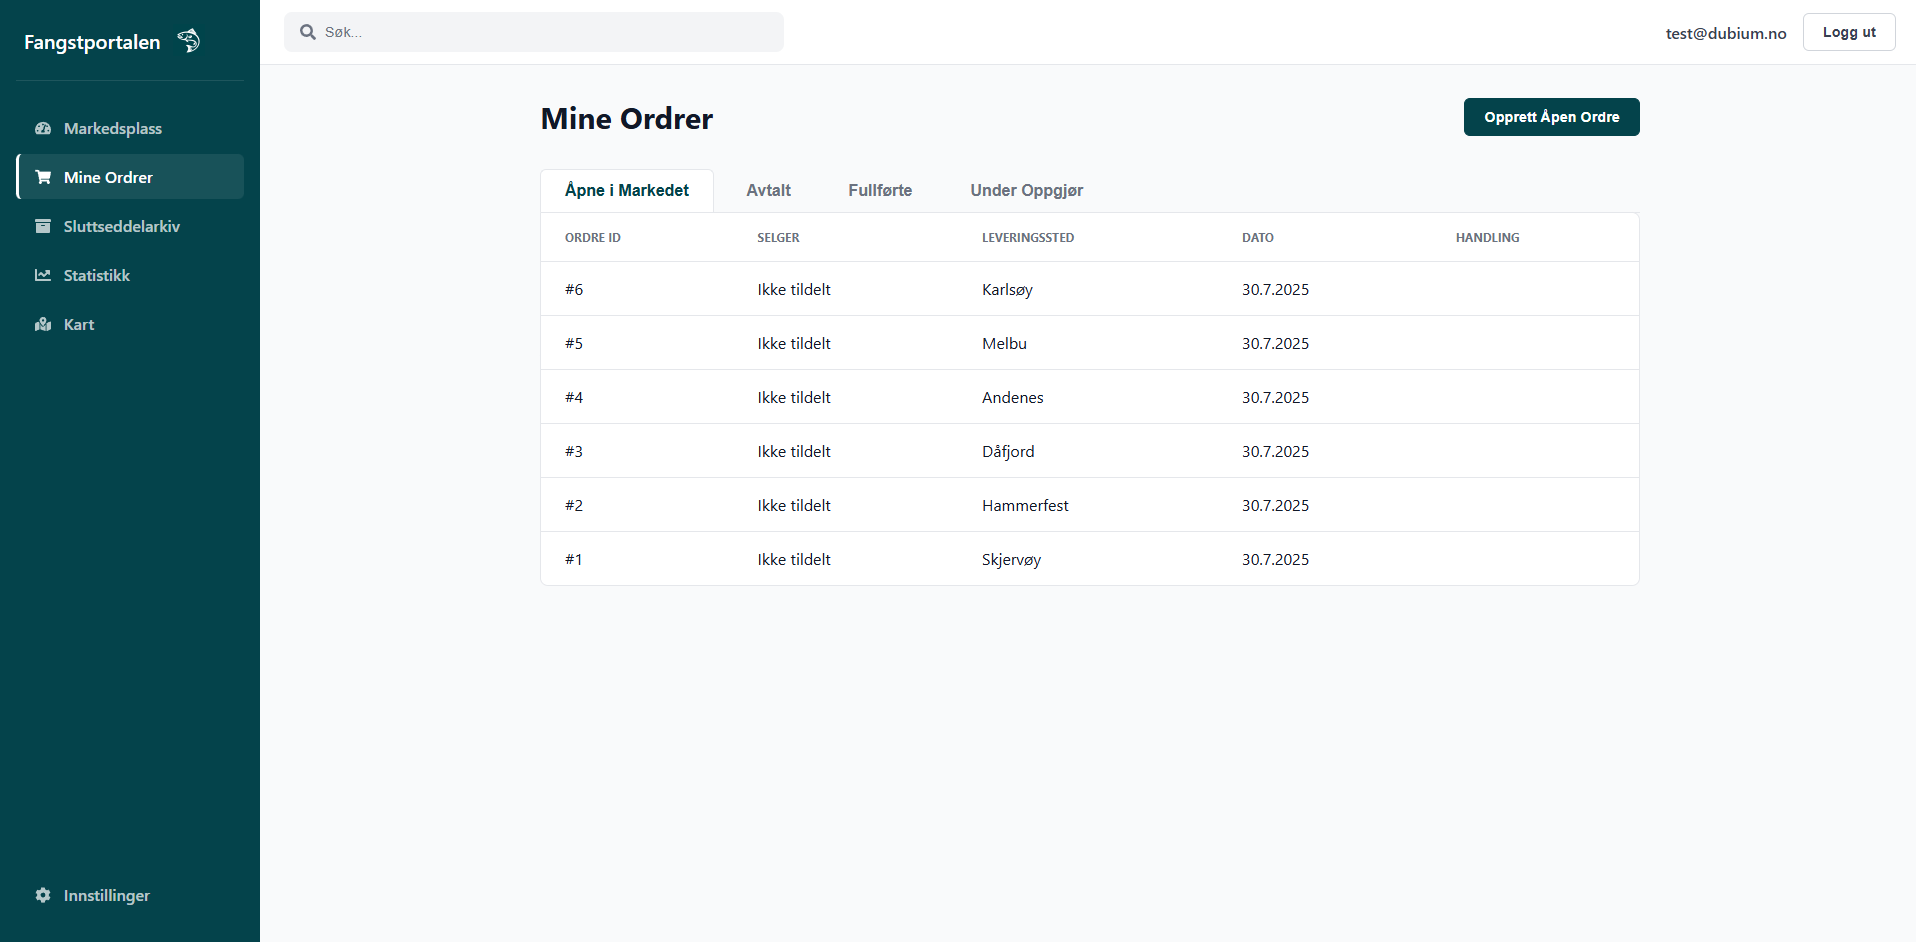 Fangstportalen
Søk...
test@dubium.no
Logg ut
Markedsplass
Mine Ordrer
Sluttseddelarkiv
Statistikk
Kart
Innstillinger
Mine Ordrer
Opprett Åpen Ordre
Åpne i Markedet Avtalt Fullførte Under Oppgjør
ORDRE ID SELGER LEVERINGSSTED DATO HANDLING
#6 Ikke tildelt Karlsøy 30.7.2025
#5 Ikke tildelt Melbu 30.7.2025
#4 Ikke tildelt Andenes 30.7.2025
#3 Ikke tildelt Dåfjord 30.7.2025
#2 Ikke tildelt Hammerfest 30.7.2025
#1 Ikke tildelt Skjervøy 30.7.2025